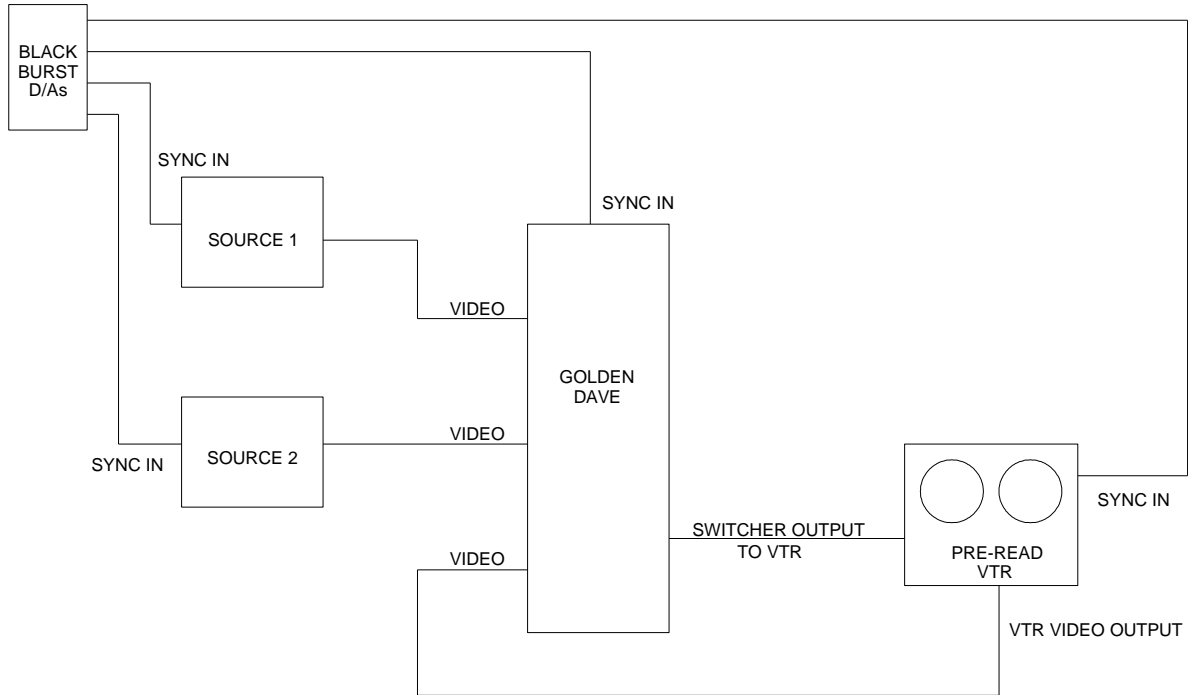 BLACK
BURST
D/As
SYNC IN
SYNC IN
SOURCE 1
VIDEO
GOLDEN
DAVE
SOURCE 2
VIDEO
SYNC IN
SYNC IN
SWITCHER OUTPUT
TO VTR
PRE-READ
VTR
VIDEO
VTR VIDEO OUTPUT